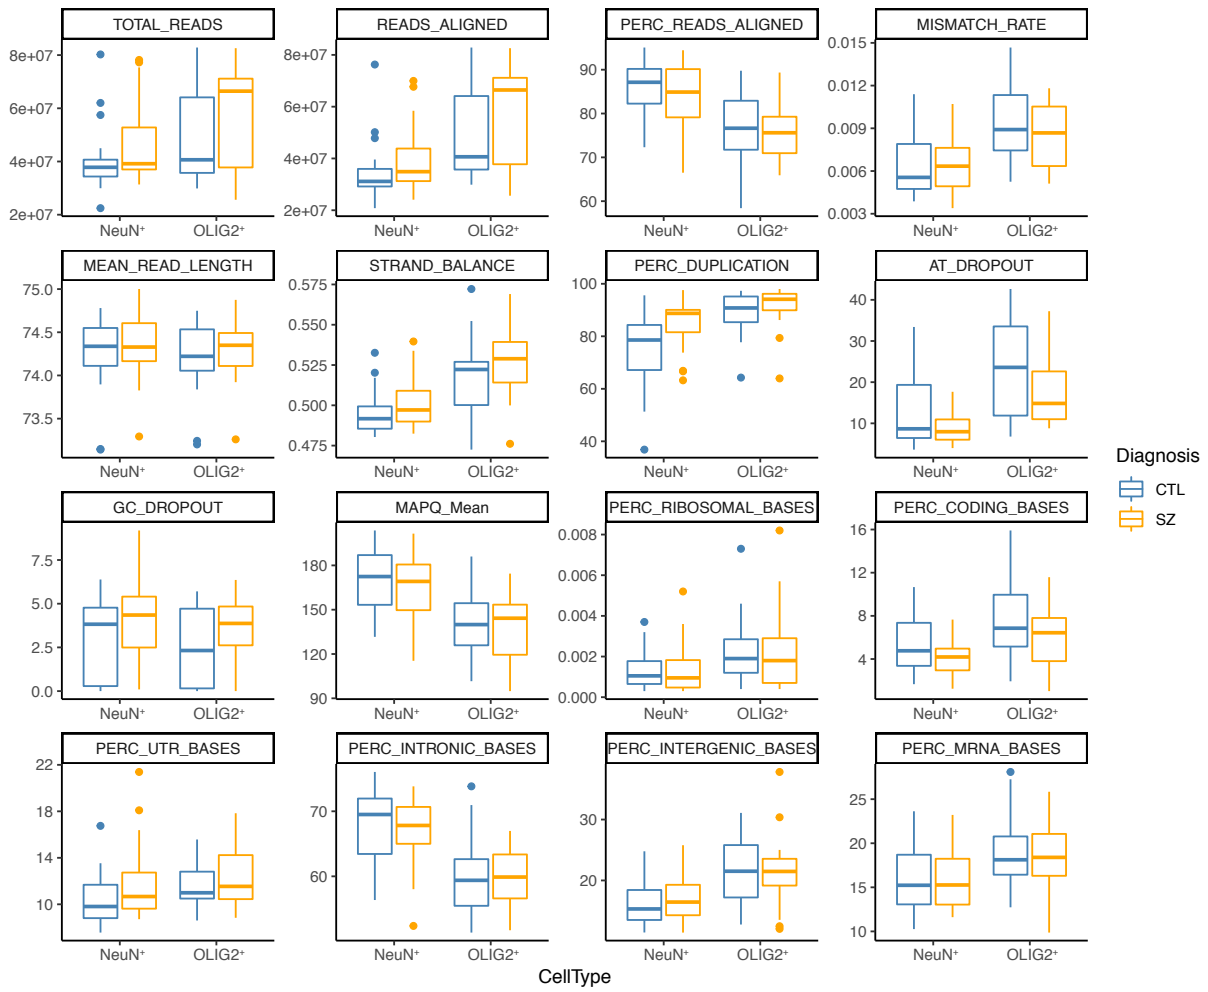 TOTAL_READS READS_ALIGNED PERC_READS_ALIGNED MISMATCH_RATE
8e+07 8e+07 90 0.015
6e+07 6e+07 80 0.012
4e+07 4e+07 70 0.009
2e+07 2e+07 60 0.006
0.003
NeuN⁺ OLIG2⁺ NeuN⁺ OLIG2⁺ NeuN⁺ OLIG2⁺ NeuN⁺ OLIG2⁺
MEAN_READ_LENGTH STRAND_BALANCE PERC_DUPLICATION AT_DROPOUT
75.0 0.575 100 40
74.5 0.550 80 30
74.0 0.525 60 20
73.5 0.500 40 10
0.475
NeuN⁺ OLIG2⁺ NeuN⁺ OLIG2⁺ NeuN⁺ OLIG2⁺ NeuN⁺ OLIG2⁺
Diagnosis
CTL
SZ
GC_DROPOUT MAPQ_Mean PERC_RIBOSOMAL_BASES PERC_CODING_BASES
7.5 180 0.008 16
5.0 150 0.006 12
2.5 120 0.004 8
0.0 90 0.002 4
0.000
NeuN⁺ OLIG2⁺ NeuN⁺ OLIG2⁺ NeuN⁺ OLIG2⁺ NeuN⁺ OLIG2⁺
PERC_UTR_BASES PERC_INTRONIC_BASES PERC_INTERGENIC_BASES PERC_MRNA_BASES
22 70 30 25
18 60 20 20
14 15
10 10
NeuN⁺ OLIG2⁺ NeuN⁺ OLIG2⁺ NeuN⁺ OLIG2⁺ NeuN⁺ OLIG2⁺
CellType